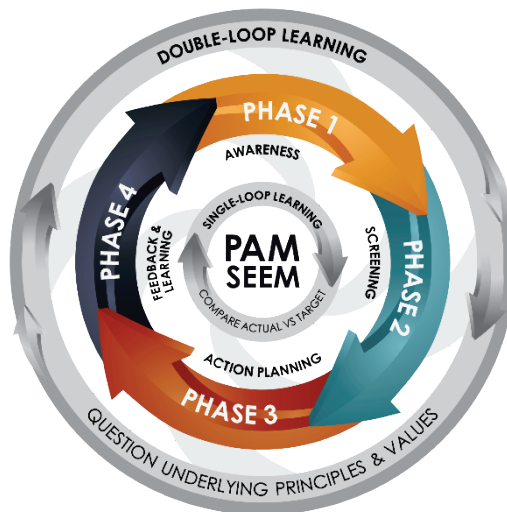 DOUBLE-LOOP LEARNING
PHASE 1
AWARENESS
SINGLE-LOOP LEARNING
PAM
SEEM
COMPARE ACTUAL VS TARGET
SCREENING
PHASE 2
ACTION PLANNING
PHASE 3
FEEDBACK &
LEARNING
PHASE 4
QUESTION UNDERLYING PRINCIPLES & VALUES